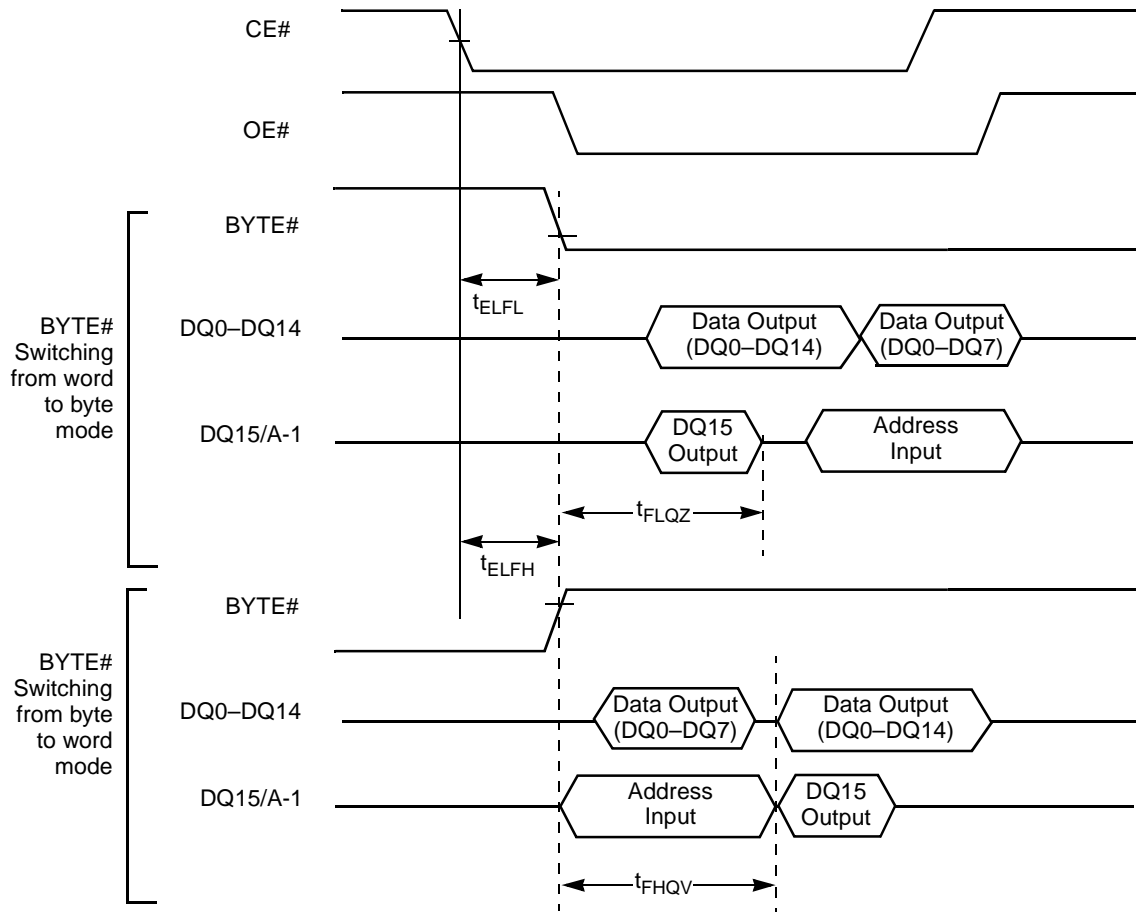 CE#
OE#
BYTE#
tELFL
BYTE#
Switching
from word
to byte
mode
DQ0–DQ14
Data Output
(DQ0–DQ14)
Data Output
(DQ0–DQ7)
DQ15/A-1
DQ15
Output
Address
Input
tFLQZ
tELFH
BYTE#
BYTE#
Switching
from byte
to word
mode
DQ0–DQ14
Data Output
(DQ0–DQ7)
Data Output
(DQ0–DQ14)
DQ15/A-1
Address
Input
DQ15
Output
tFHQV